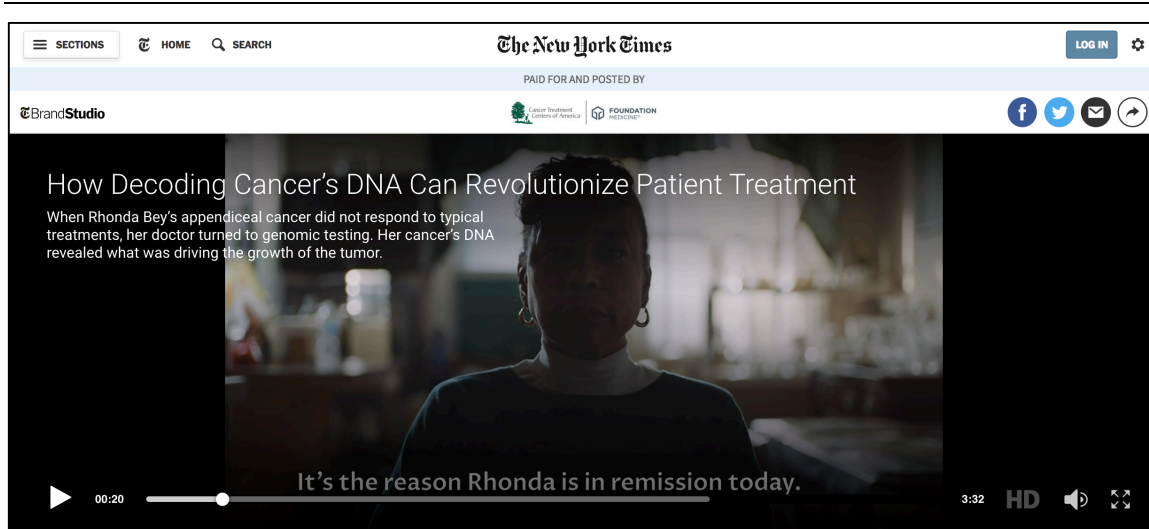 SECTIONS HOME SEARCH The New York Times LOG IN
PAID FOR AND POSTED BY
T BrandStudio Cancer Treatment Centers of America FOUNDATION MEDICINE®
How Decoding Cancer's DNA Can Revolutionize Patient Treatment
When Rhonda Bey's appendiceal cancer did not respond to typical
treatments, her doctor turned to genomic testing. Her cancer's DNA
revealed what was driving the growth of the tumor.
It's the reason Rhonda is in remission today.
00:20 3:32 HD